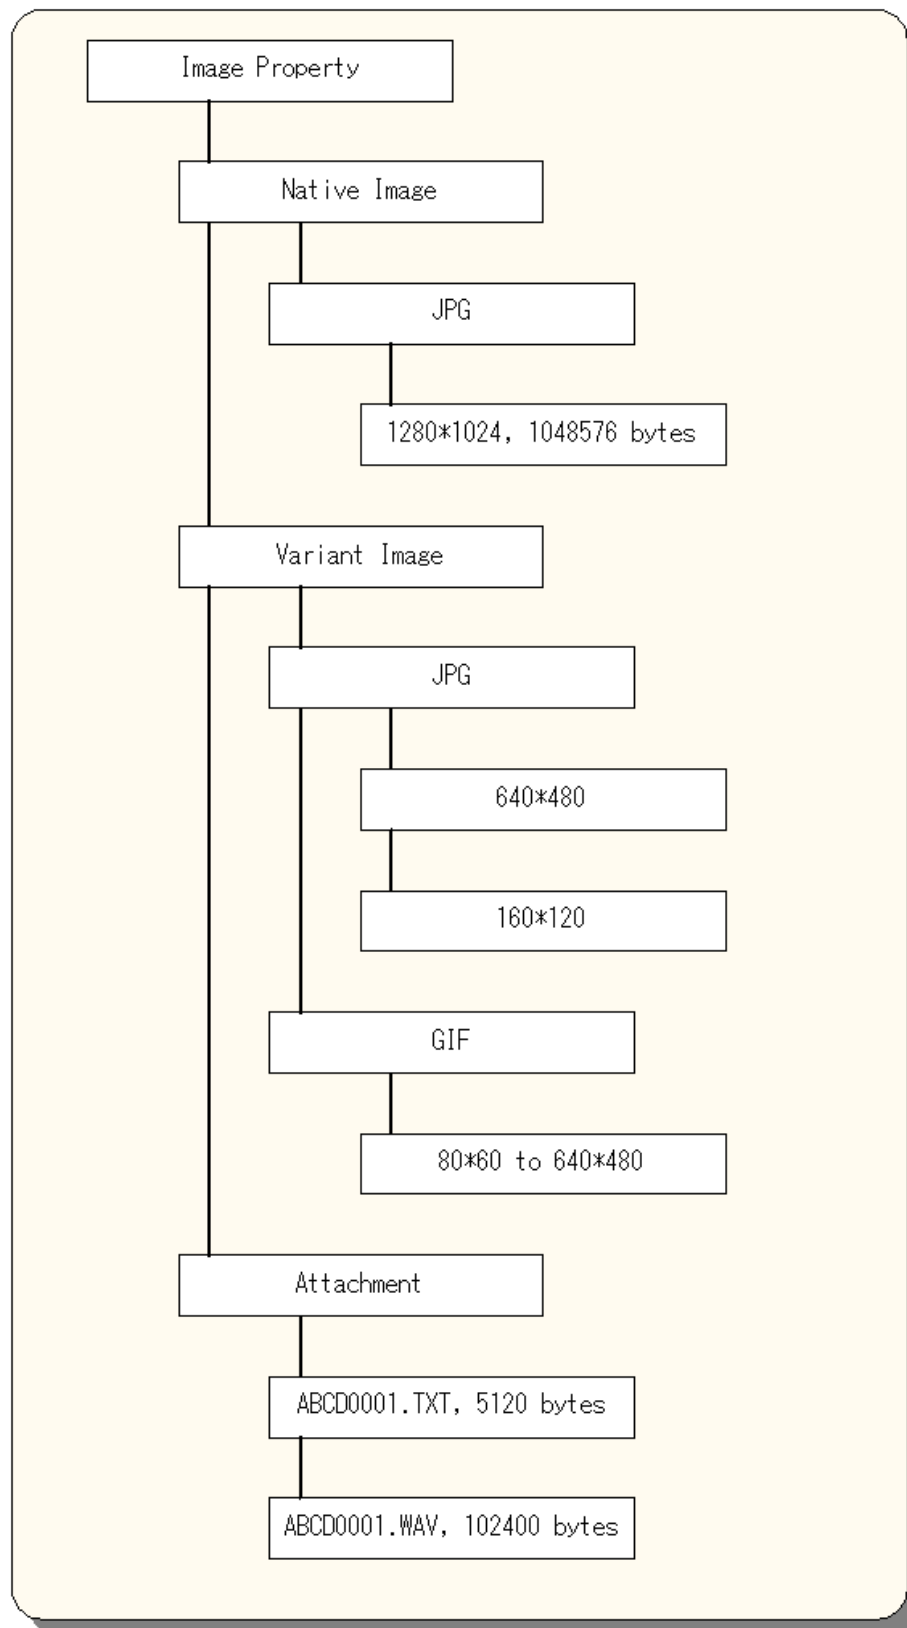 Image Property
Native Image
JPG
1280*1024, 1048576 bytes
Variant Image
JPG
640*480
160*120
GIF
80*60 to 640*480
Attachment
ABCD0001.TXT, 5120 bytes
ABCD0001.WAV, 102400 bytes